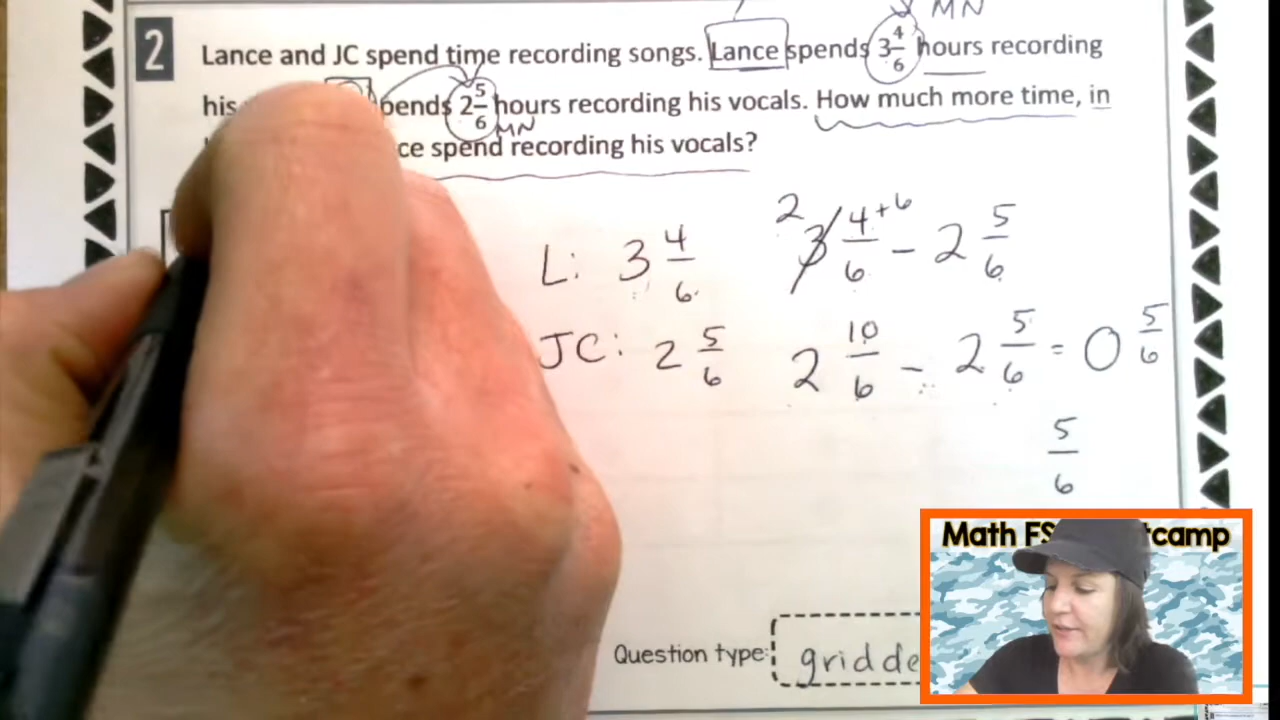 MN
2
Lance and JC spend time recording songs. Lance spends 3 4/6 hours recording
his pends 2 5/6 hours recording his vocals. How much more time, in
MN
ce spend recording his vocals?
L: 3 4/6
2 3 4+6/6 - 2 5/6
JC: 2 5/6
2 10/6 - 2 5/6 = 0 5/6
5/6
Math FS tcamp
Question type: gridde